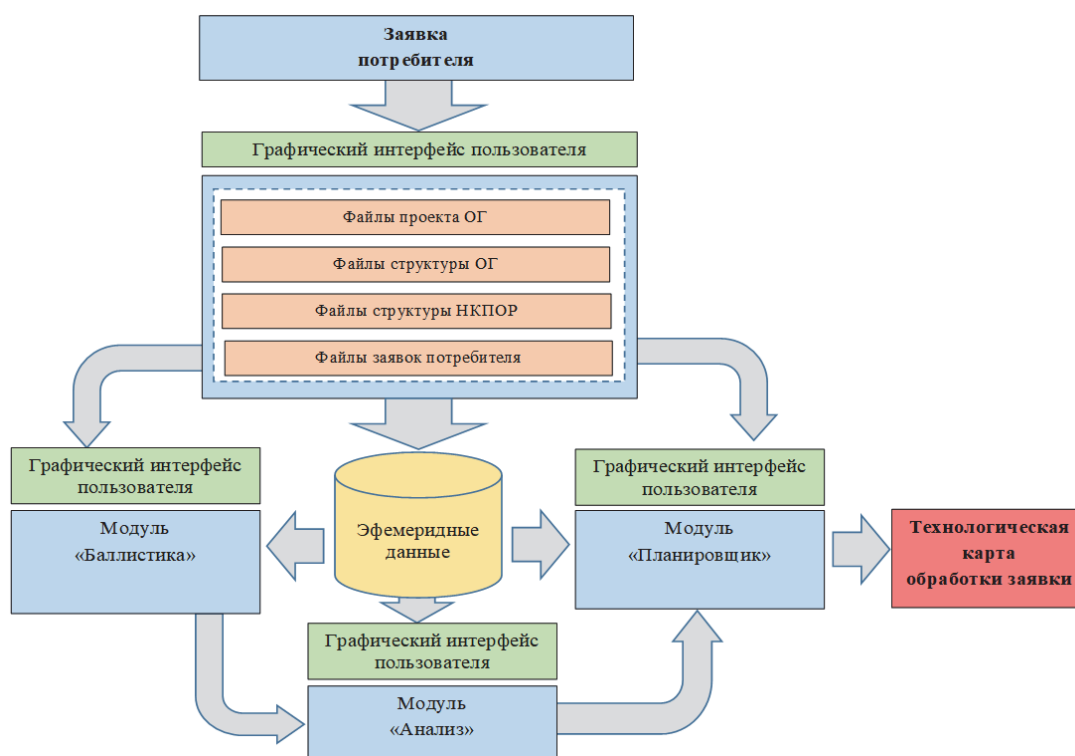 Заявка
потребителя
Графический интерфейс пользователя
Файлы проекта ОГ
Файлы структуры ОГ
Файлы структуры НКПОР
Файлы заявок потребителя
Графический интерфейс
пользователя
Модуль
«Баллистика»
Эфемеридные
данные
Графический интерфейс
пользователя
Модуль
«Планировщик»
Технологическая
карта
обработки заявки
Графический интерфейс
пользователя
Модуль
«Анализ»